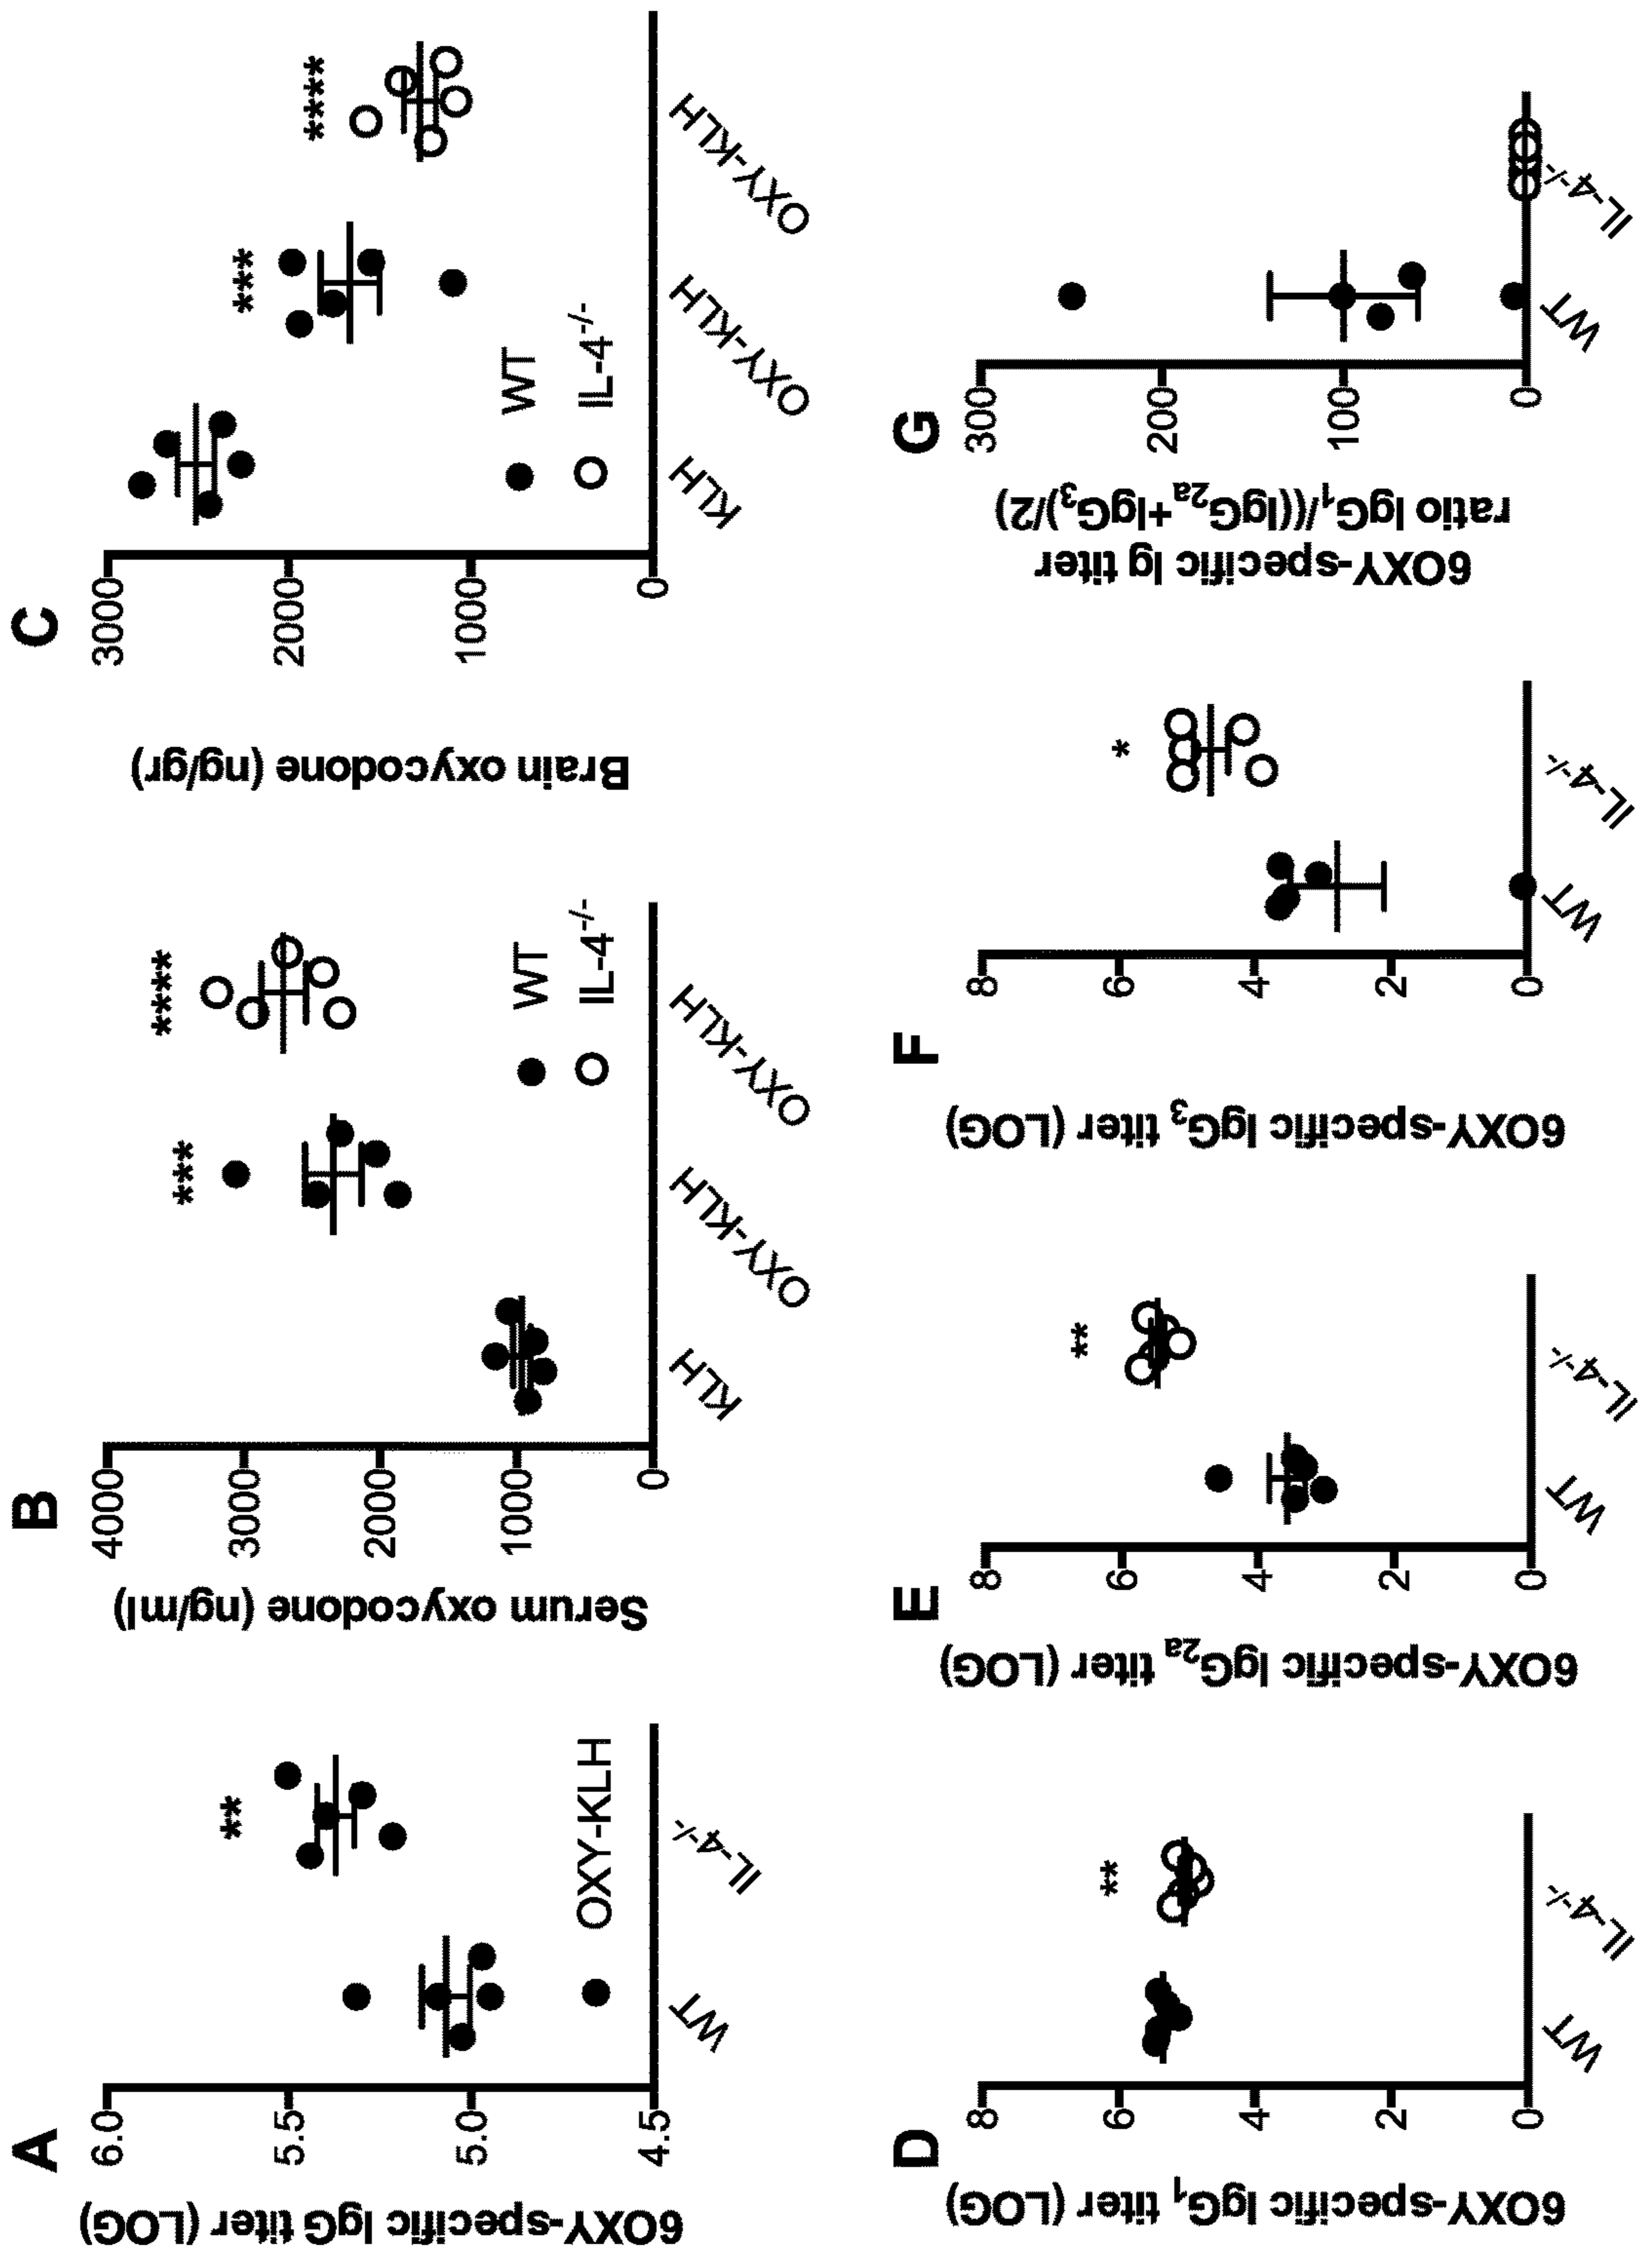 A
6OXY-specific IgG titer (LOG)
6.0
5.5
5.0
4.5
**
OXY-KLH
WT
IL-4-/-
B
Serum oxycodone (ng/ml)
4000
3000
2000
1000
0
***
****
WT
IL-4-/-
KLH
OXY-KLH
OXY-KLH
C
Brain oxycodone (ng/gr)
3000
2000
1000
0
***
****
WT
IL-4-/-
KLH
OXY-KLH
OXY-KLH
D
6OXY-specific IgG1 titer (LOG)
8
6
4
2
0
**
WT
IL-4-/-
E
6OXY-specific IgG2a titer (LOG)
8
6
4
2
0
**
WT
IL-4-/-
F
6OXY-specific IgG3 titer (LOG)
8
6
4
2
0
*
WT
IL-4-/-
G
6OXY-specific Ig titer
ratio IgG1/((IgG2a+IgG3)/2)
300
200
100
0
WT
IL-4-/-